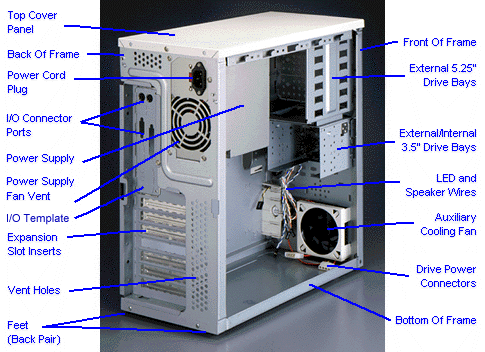 Top Cover
Panel
Back Of Frame
Power Cord
Plug
I/O Connector
Ports
Power Supply
Power Supply
Fan Vent
I/O Template
Expansion
Slot Inserts
Vent Holes
Feet
(Back Pair)
Front Of Frame
External 5.25"
Drive Bays
External/Internal
3.5" Drive Bays
LED and
Speaker Wires
Auxiliary
Cooling Fan
Drive Power
Connectors
Bottom Of Frame